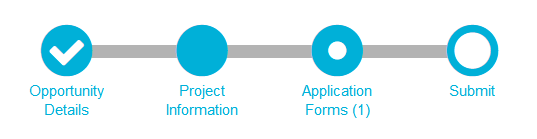 Opportunity
Details
Project
Information
Application
Forms (1)
Submit